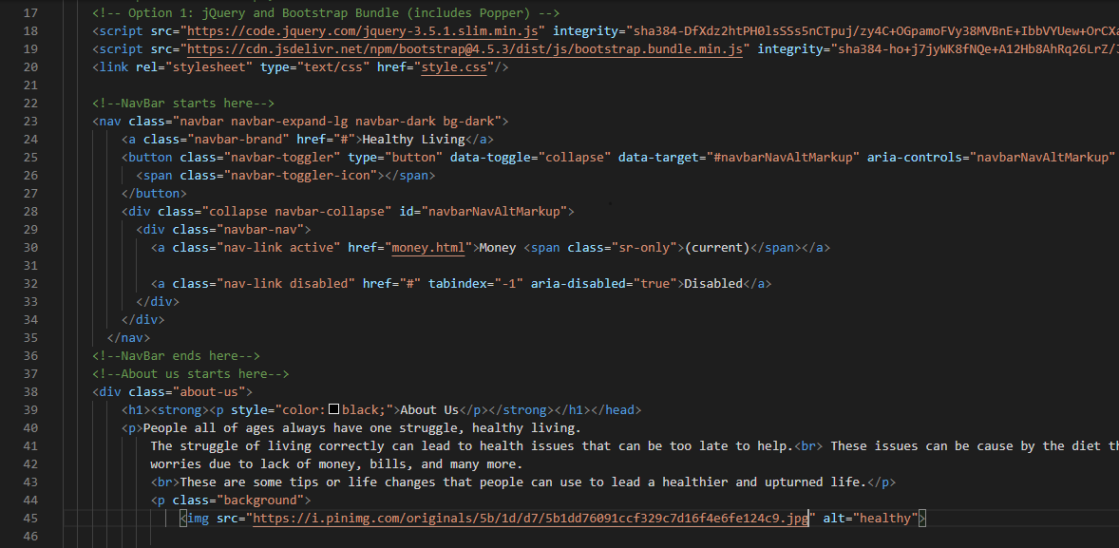 17 <!-- Option 1: jQuery and Bootstrap Bundle (includes Popper) -->
18 <script src="https://code.jquery.com/jquery-3.5.1.slim.min.js" integrity="sha384-DfXdz2htPH0lsSSs5nCTpuj/zy4C+OGpamoFVy38MVBnE+IbbVYUew+OrCXa
19 <script src="https://cdn.jsdelivr.net/npm/bootstrap@4.5.3/dist/js/bootstrap.bundle.min.js" integrity="sha384-ho+j7jyWK8fNQe+A12Hb8AhRq26LrZ/
20 <link rel="stylesheet" type="text/css" href="style.css"/>
21
22 <!--NavBar starts here-->
23 <nav class="navbar navbar-expand-lg navbar-dark bg-dark">
24 <a class="navbar-brand" href="#">Healthy Living</a>
25 <button class="navbar-toggler" type="button" data-toggle="collapse" data-target="#navbarNavAltMarkup" aria-controls="navbarNavAltMarkup"
26 <span class="navbar-toggler-icon"></span>
27 </button>
28 <div class="collapse navbar-collapse" id="navbarNavAltMarkup">
29 <div class="navbar-nav">
30 <a class="nav-link active" href="money.html">Money <span class="sr-only">(current)</span></a>
31
32 <a class="nav-link disabled" href="#" tabindex="-1" aria-disabled="true">Disabled</a>
33 </div>
34 </div>
35 </nav>
36 <!--NavBar ends here-->
37 <!--About us starts here-->
38 <div class="about-us">
39 <h1><strong><p style="color:black;">About Us</p></strong></h1></head>
40 <p>People all of ages always have one struggle, healthy living.
41 The struggle of living correctly can lead to health issues that can be too late to help.<br> These issues can be cause by the diet th
42 worries due to lack of money, bills, and many more.
43 <br>These are some tips or life changes that people can use to lead a healthier and upturned life.</p>
44 <p class="background">
45 <img src="https://i.pinimg.com/originals/5b/1d/d7/5b1dd76091ccf329c7d16f4e6fe124c9.jpg" alt="healthy">
46